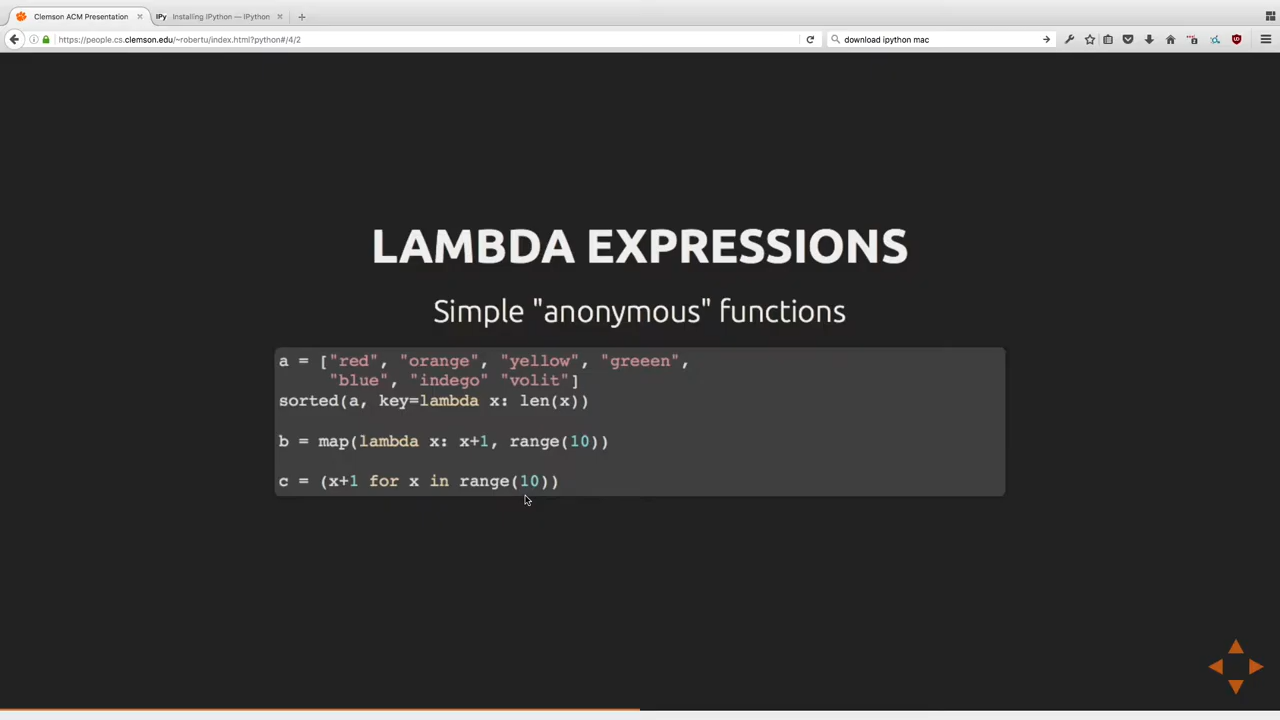 Clemson ACM Presentation
IPy Installing IPython — IPython
https://people.cs.clemson.edu/~robertu/index.html?python#/4/2
download ipython mac
LAMBDA EXPRESSIONS
Simple "anonymous" functions
a = ["red", "orange", "yellow", "greeen",
"blue", "indego" "volit"]
sorted(a, key=lambda x: len(x))
b = map(lambda x: x+1, range(10))
c = (x+1 for x in range(10))